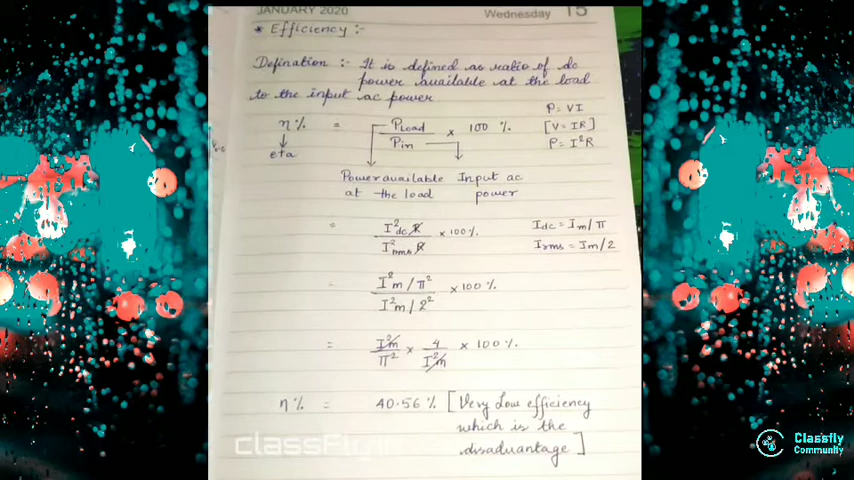 JANUARY 2020
Wednesday 15
* Efficiency :-
Defination :- It is defined as ratio of dc
power available at the load
to the input ac power
P = VI
η% = PLoad / Pin × 100 % [V = IR]
P = I²R
eta
Power available Input ac
at the load power
= I²dc R / I²rms R × 100% Idc = Im/π
Irms = Im/2
= I²m / π² / I²m / 2² × 100%
= I²m / π² × 4 / I²m × 100%
η% = 40.56 % [Very Low efficiency
which is the
disaduantage]
classFly
Classfly
Community